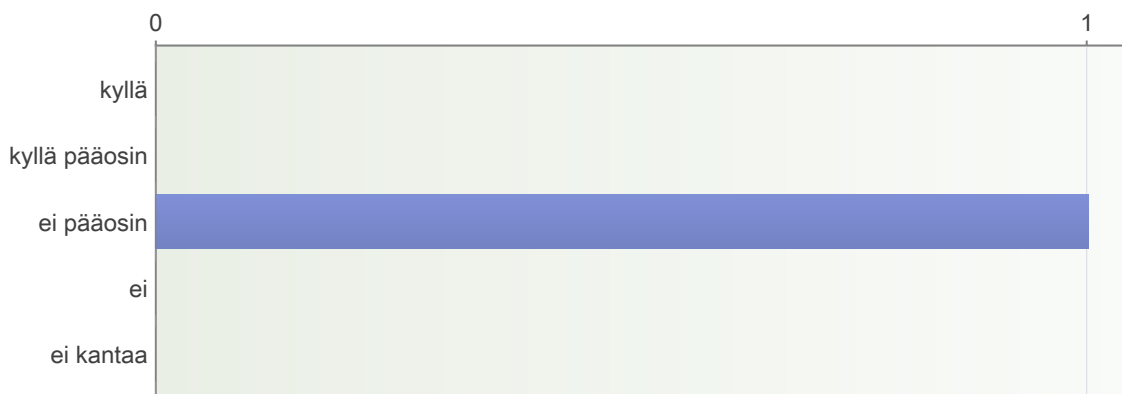 0 1
kyllä
kyllä pääosin
ei pääosin
ei
ei kantaa